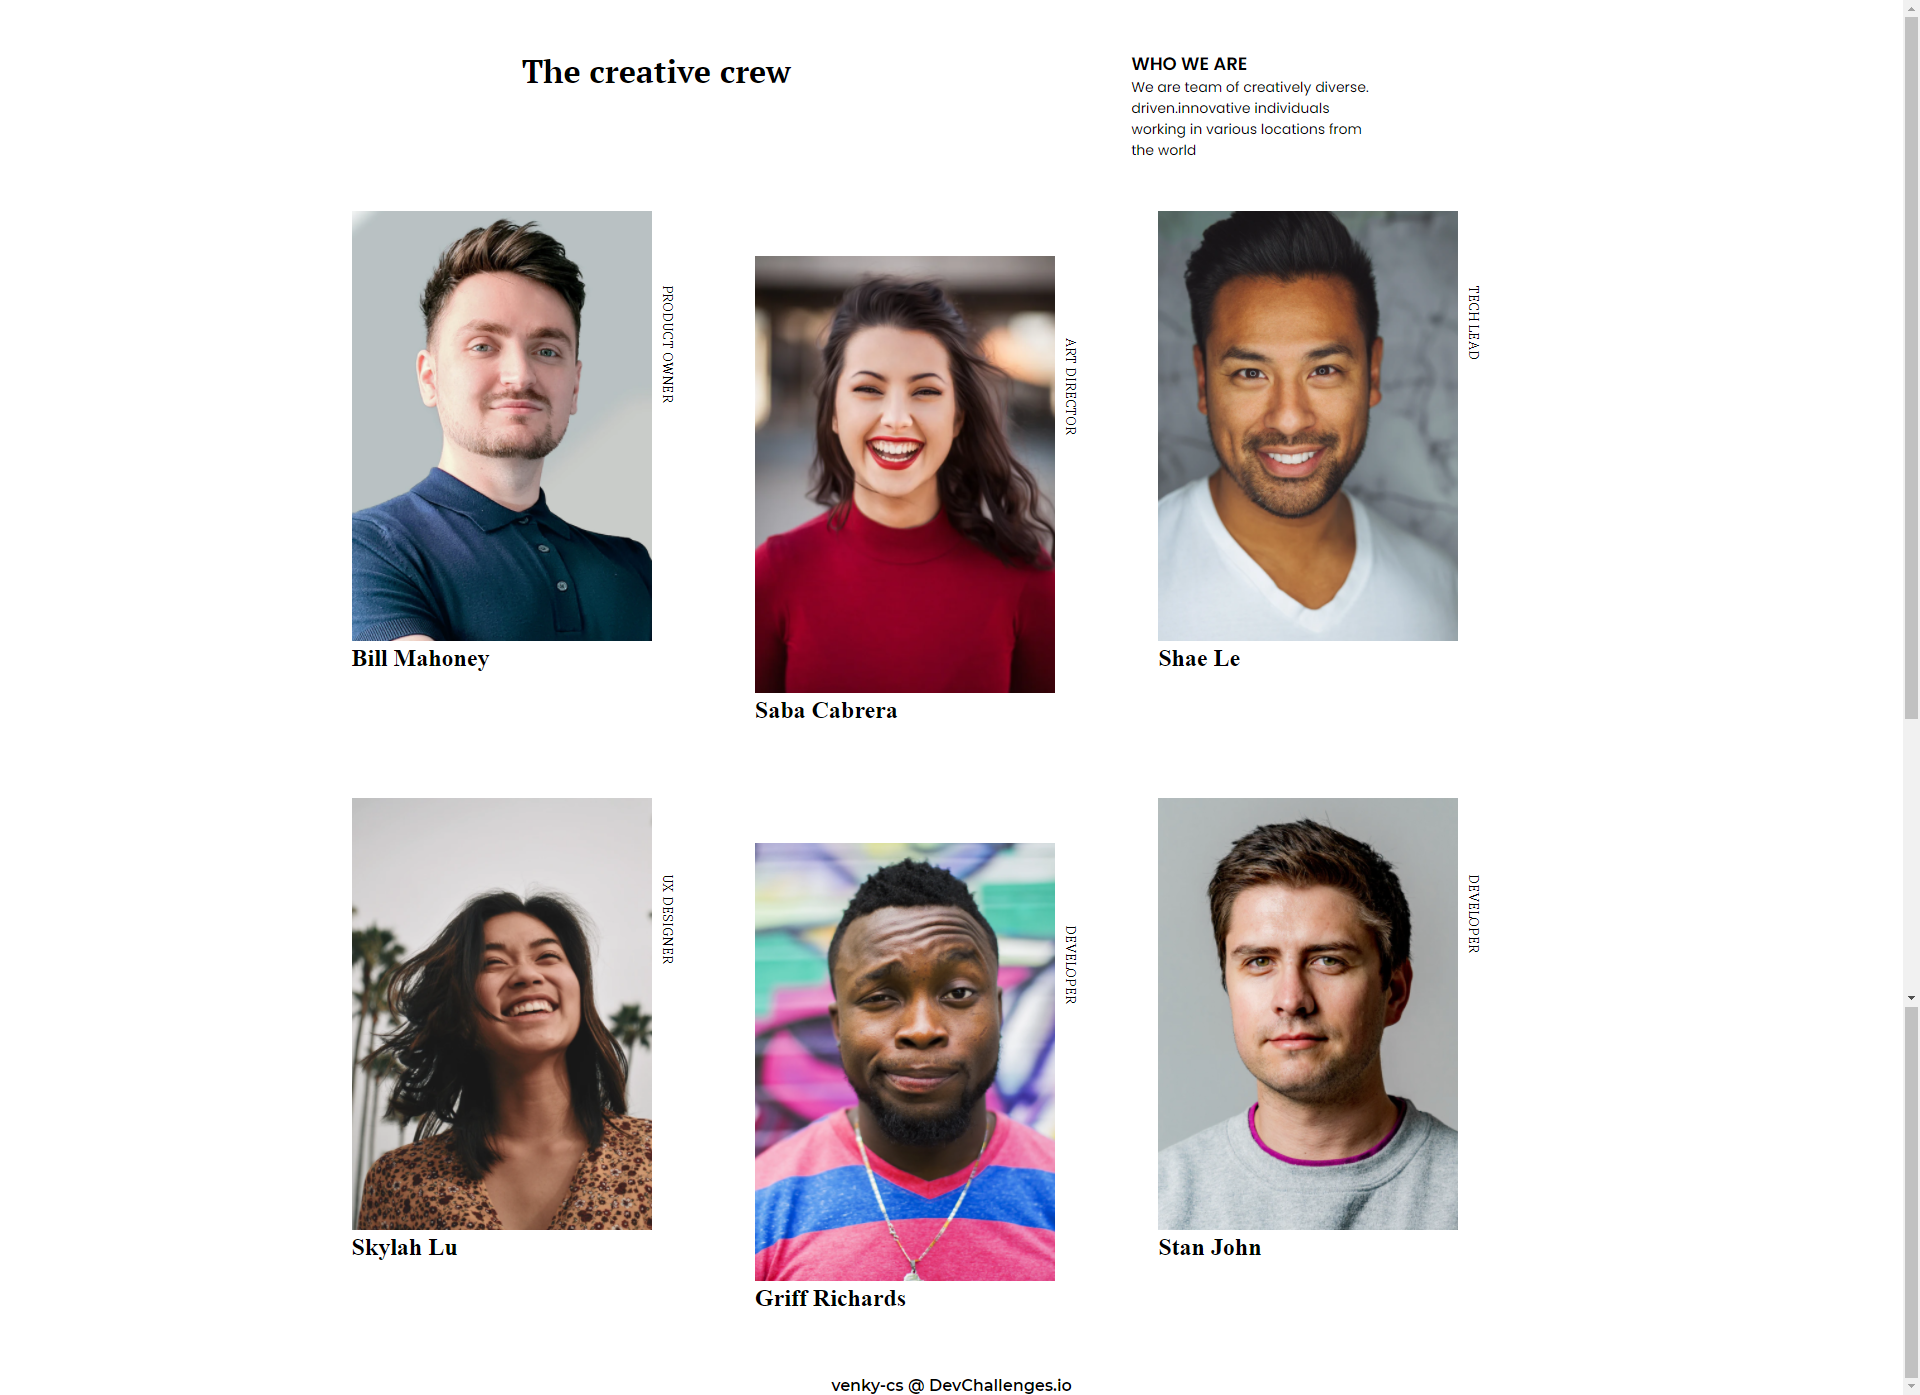 The creative crew
WHO WE ARE
We are team of creatively diverse.
driven.innovative individuals
working in various locations from
the world
PRODUCT OWNER
Bill Mahoney
ART DIRECTOR
Saba Cabrera
TECH LEAD
Shae Le
UX DESIGNER
Skylah Lu
DEVELOPER
Griff Richards
DEVELOPER
Stan John
venky-cs @ DevChallenges.io